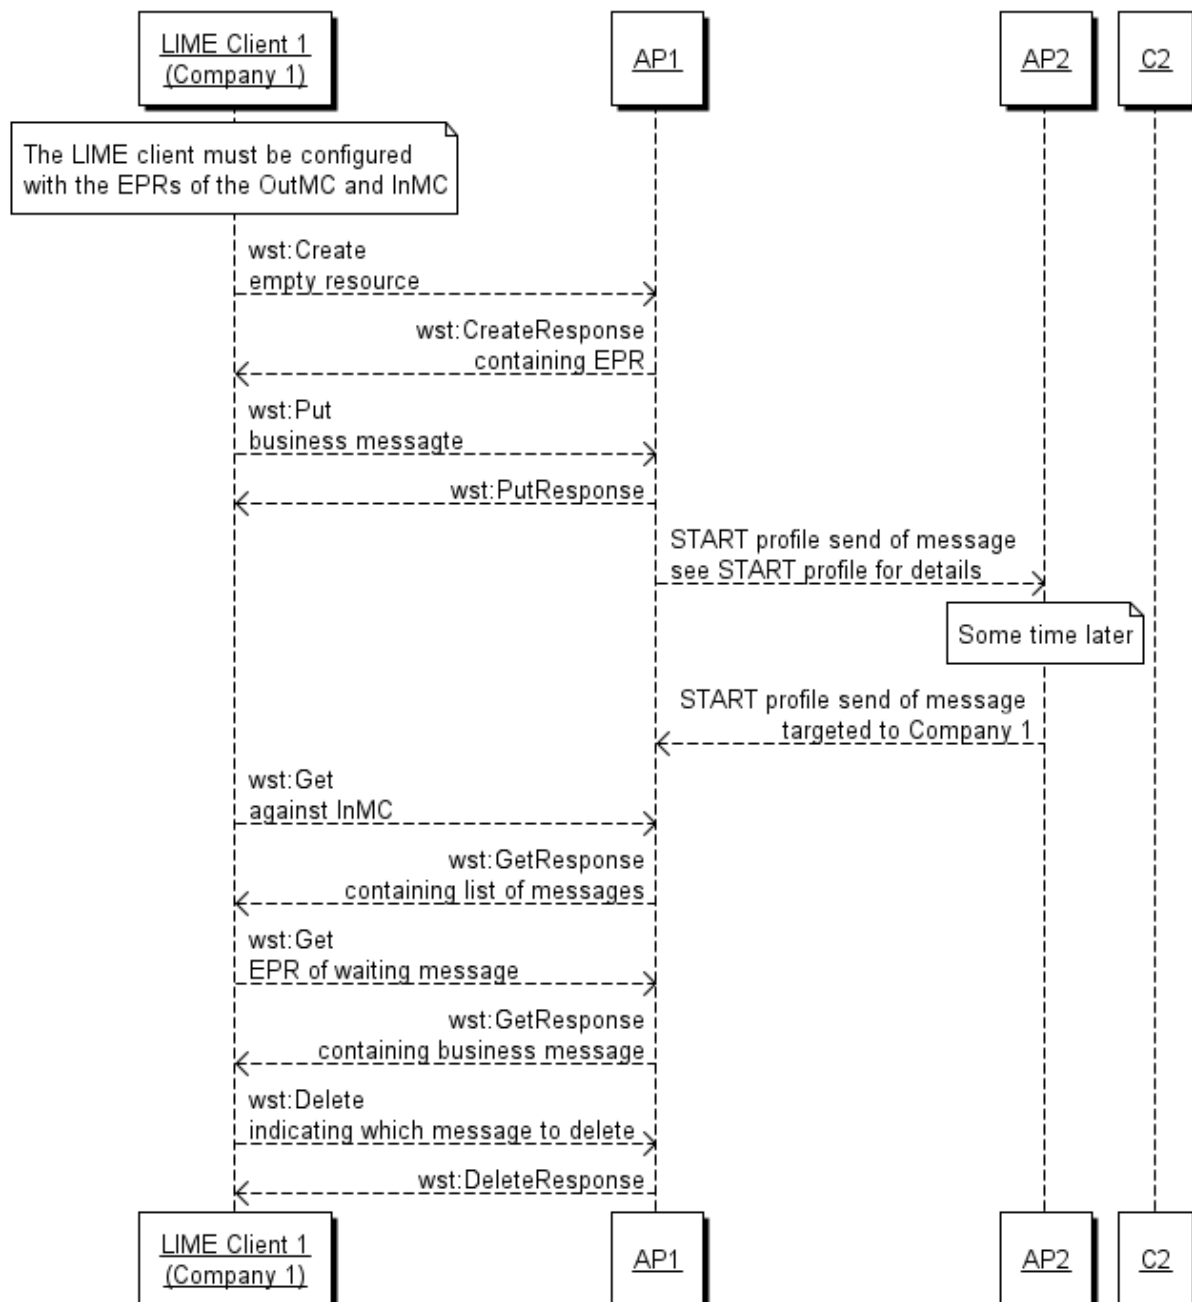 LIME Client 1
(Company 1)
AP1
AP2
C2
The LIME client must be configured
with the EPRs of the OutMC and InMC
wst:Create
empty resource
wst:CreateResponse
containing EPR
wst:Put
business messagte
wst:PutResponse
START profile send of message
see START profile for details
Some time later
START profile send of message
targeted to Company 1
wst:Get
against InMC
wst:GetResponse
containing list of messages
wst:Get
EPR of waiting message
wst:GetResponse
containing business message
wst:Delete
indicating which message to delete
wst:DeleteResponse
LIME Client 1
(Company 1)
AP1
AP2
C2